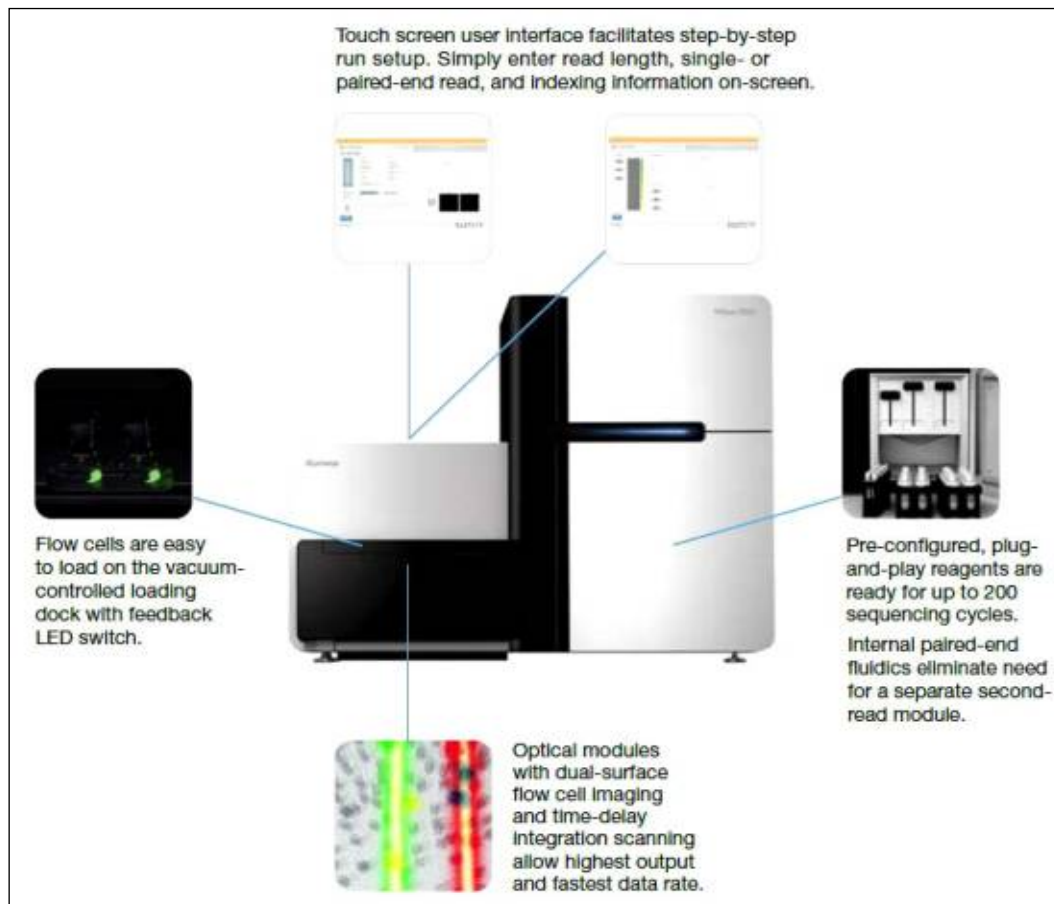 Touch screen user interface facilitates step-by-step
run setup. Simply enter read length, single- or
paired-end read, and indexing information on-screen.
Flow cells are easy
to load on the vacuum-
controlled loading
dock with feedback
LED switch.
Pre-configured, plug-
and-play reagents are
ready for up to 200
sequencing cycles.
Internal paired-end
fluidics eliminate need
for a separate second-
read module.
Optical modules
with dual-surface
flow cell imaging
and time-delay
integration scanning
allow highest output
and fastest data rate.